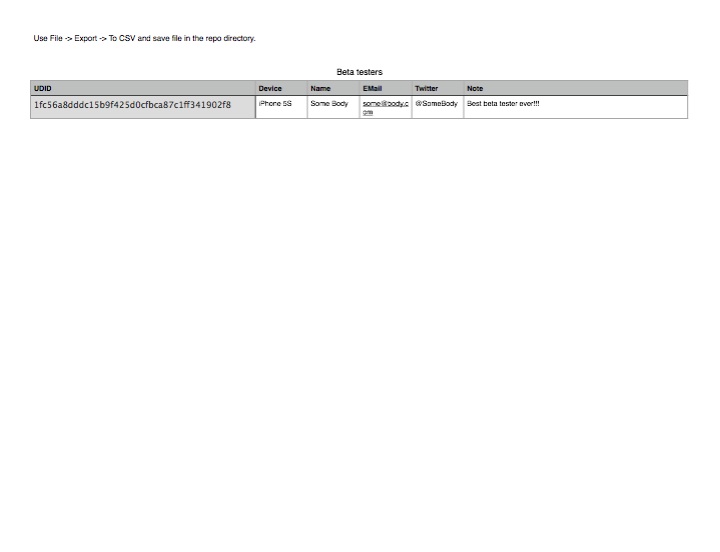 Use File -> Export -> To CSV and save file in the repo directory.
Beta testers
UDID Device Name EMail Twitter Note
1fc56a8dddc15b9f425d0cfbca87c1ff341902f8 iPhone 5S Some Body some@body.c @SomeBody Best beta tester ever!!!
om